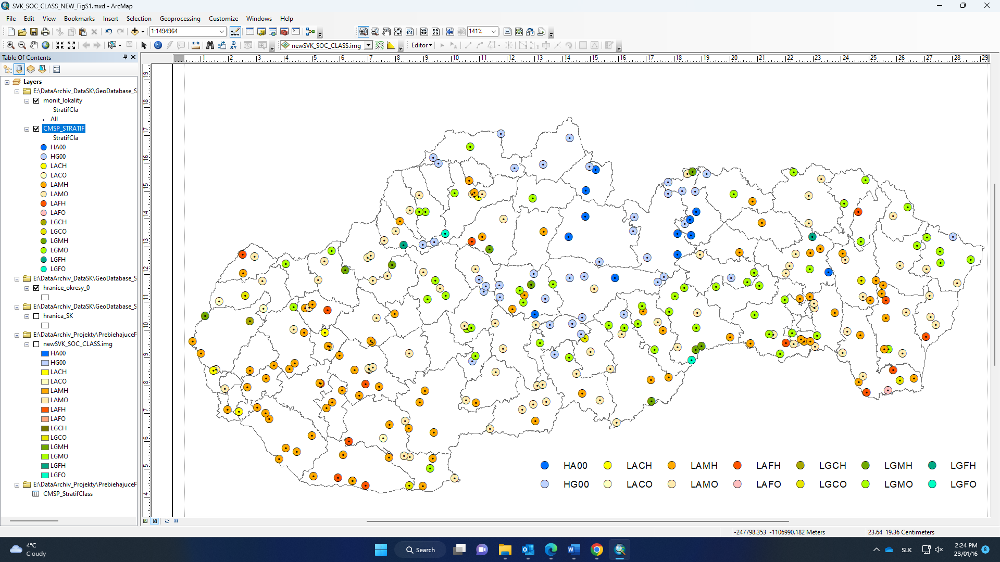 SVK_SOC_CLASS_NEW_FigS1.mxd - ArcMap
File Edit View Bookmarks Insert Selection Geoprocessing Customize Windows Help
1:1494964
141%
newSVK_SOC_CLASS.img
Editor
Table Of Contents
1 2 3 4 5 6 7 8 9 10 11 12 13 14 15 16 17 18 19 20 21 22 23 24 25 26 27 28 29
19
18
17
16
15
14
13
12
11
10
9
8
7
6
5
4
Layers
E:\DataArchiv_DataSK\GeoDatabase_S
monit_lokality
StratifCla
All
CMSP_STRATIF
StratifCla
HA00
HG00
LACH
LACO
LAMH
LAMO
LAFH
LAFO
LGCH
LGCO
LGMH
LGMO
LGFH
LGFO
E:\DataArchiv_DataSK\GeoDatabase_S
hranice_okresy_0
E:\DataArchiv_DataSK\GeoDatabase_S
hranica_SK
E:\DataArchiv_Projekty\PrebiehajuceP
newSVK_SOC_CLASS.img
HA00
HG00
LACH
LACO
LAMH
LAMO
LAFH
LAFO
LGCH
LGCO
LGMH
LGMO
LGFH
LGFO
E:\DataArchiv_Projekty\PrebiehajuceP
CMSP_StratifClass
HA00 LACH LAMH LAFH LGCH LGMH LGFH
HG00 LACO LAMO LAFO LGCO LGMO LGFO
-247798.353 -1106990.182 Meters 23.64 19.36 Centimeters
4°C
Cloudy
Search
SLK
2:24 PM
23/01/16
8